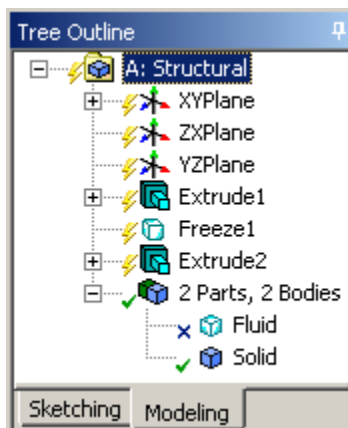 Tree Outline
A: Structural
XYPlane
ZXPlane
YZPlane
Extrude1
Freeze1
Extrude2
2 Parts, 2 Bodies
Fluid
Solid
Sketching Modeling